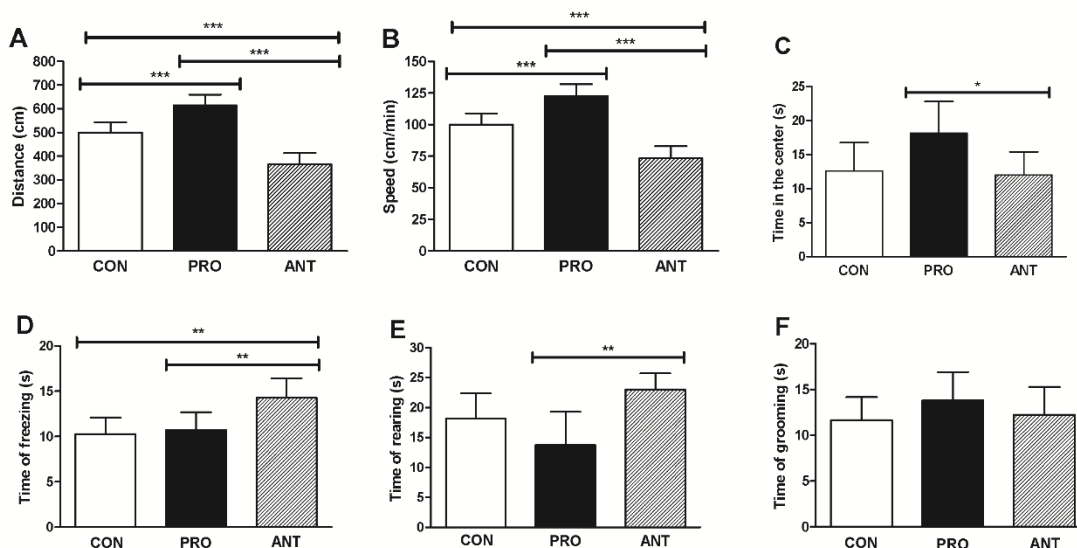 A
Distance (cm)
800
700
600
500
400
300
200
100
0
***
***
***
CON PRO ANT
B
Speed (cm/min)
150
125
100
75
50
25
0
***
***
***
CON PRO ANT
C
Time in the center (s)
25
20
15
10
5
0
*
CON PRO ANT
D
Time of freezing (s)
20
15
10
5
0
**
**
CON PRO ANT
E
Time of rearing (s)
30
25
20
15
10
5
0
**
CON PRO ANT
F
Time of grooming (s)
20
15
10
5
0
CON PRO ANT